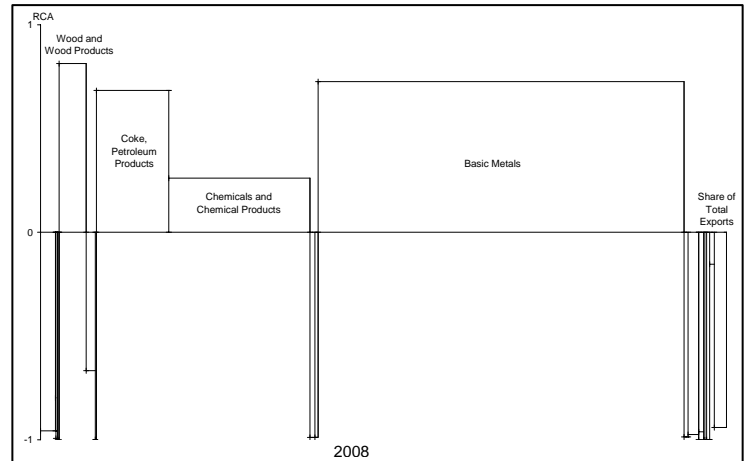 RCA
1
Wood and
Wood Products
Coke,
Petroleum
Products
Chemicals and
Chemical Products
Basic Metals
Share of
Total
Exports
0
-1
2008